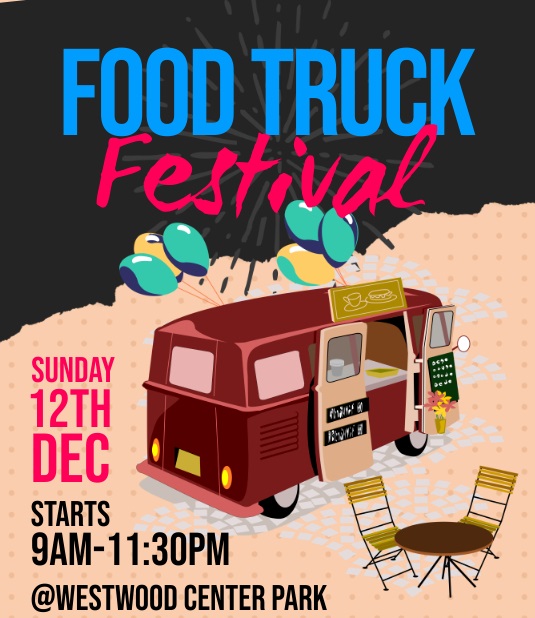 FOOD TRUCK
Festival
SUNDAY
12TH
DEC
STARTS
9AM-11:30PM
@WESTWOOD CENTER PARK